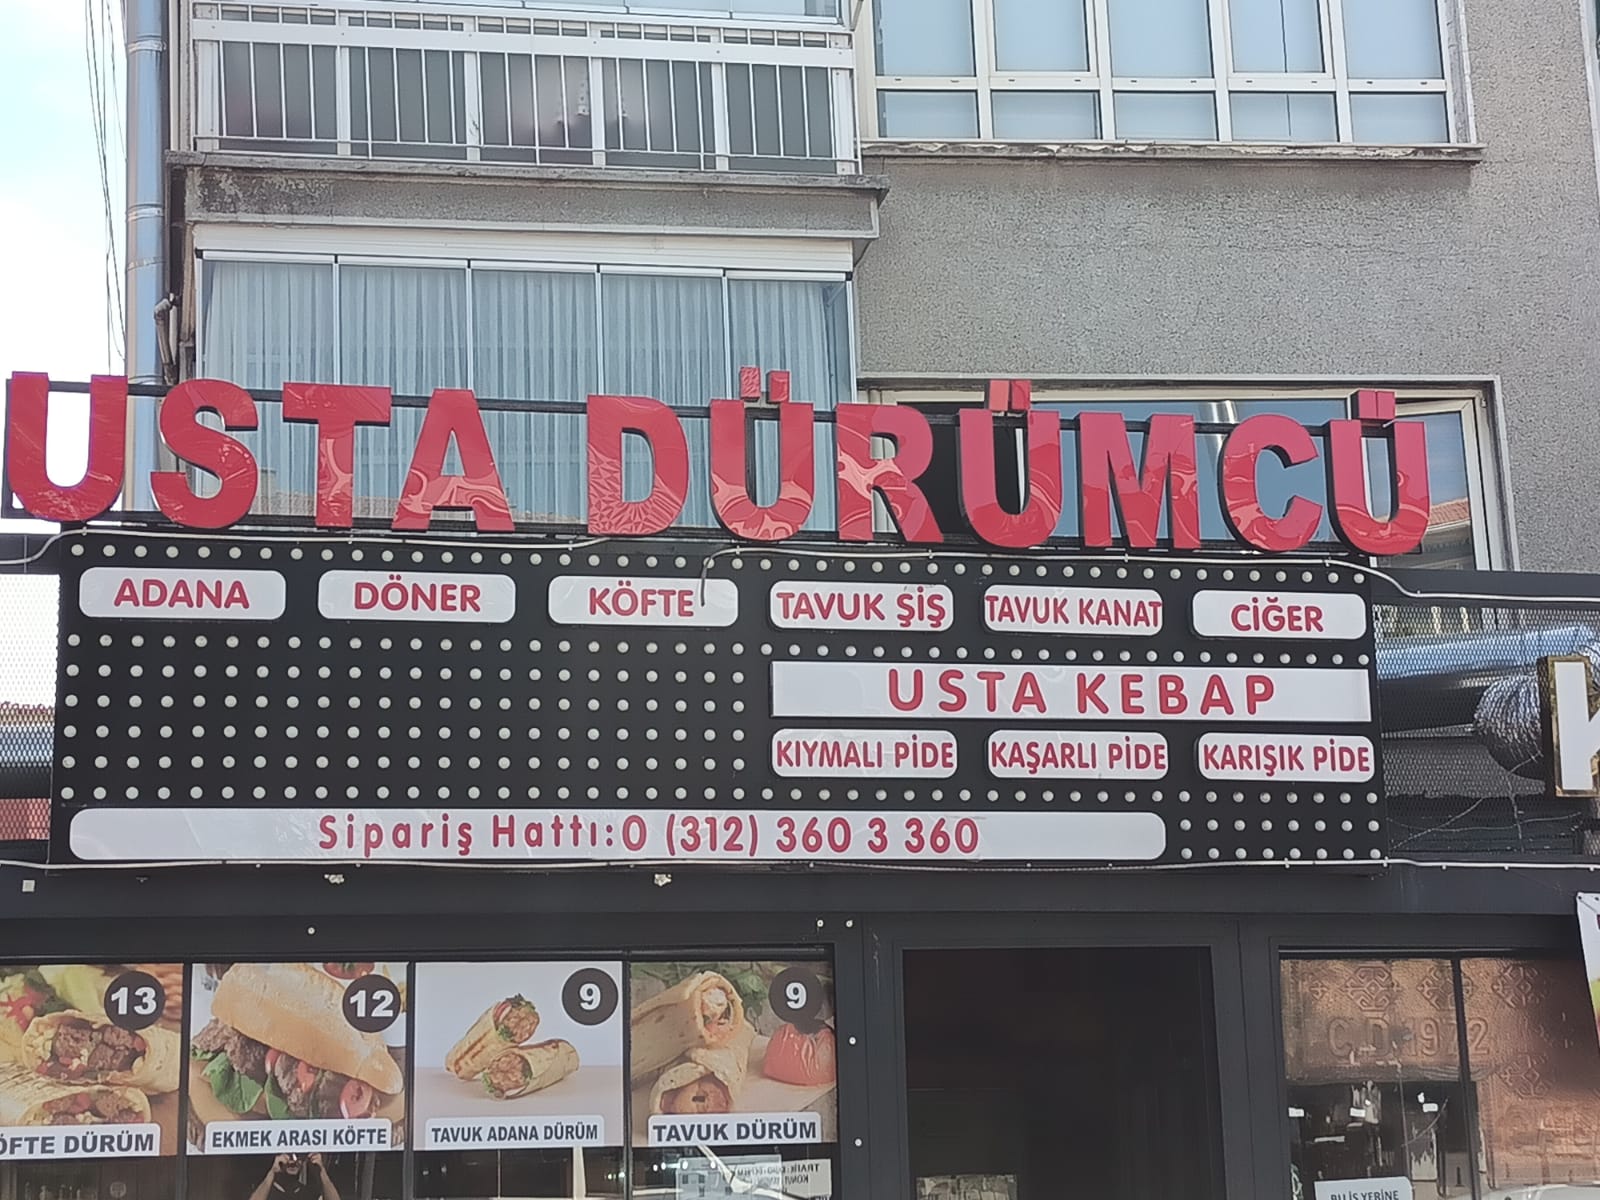 USTA DÜRÜMCÜ
ADANA
DÖNER
KÖFTE
TAVUK ŞİŞ
TAVUK KANAT
CİĞER
USTA KEBAP
KIYMALI PİDE
KAŞARLI PİDE
KARIŞIK PİDE
Sipariş Hattı:0 (312) 360 3 360
13
12
9
9
ÖFTE DÜRÜM
EKMEK ARASI KÖFTE
TAVUK ADANA DÜRÜM
TAVUK DÜRÜM
K